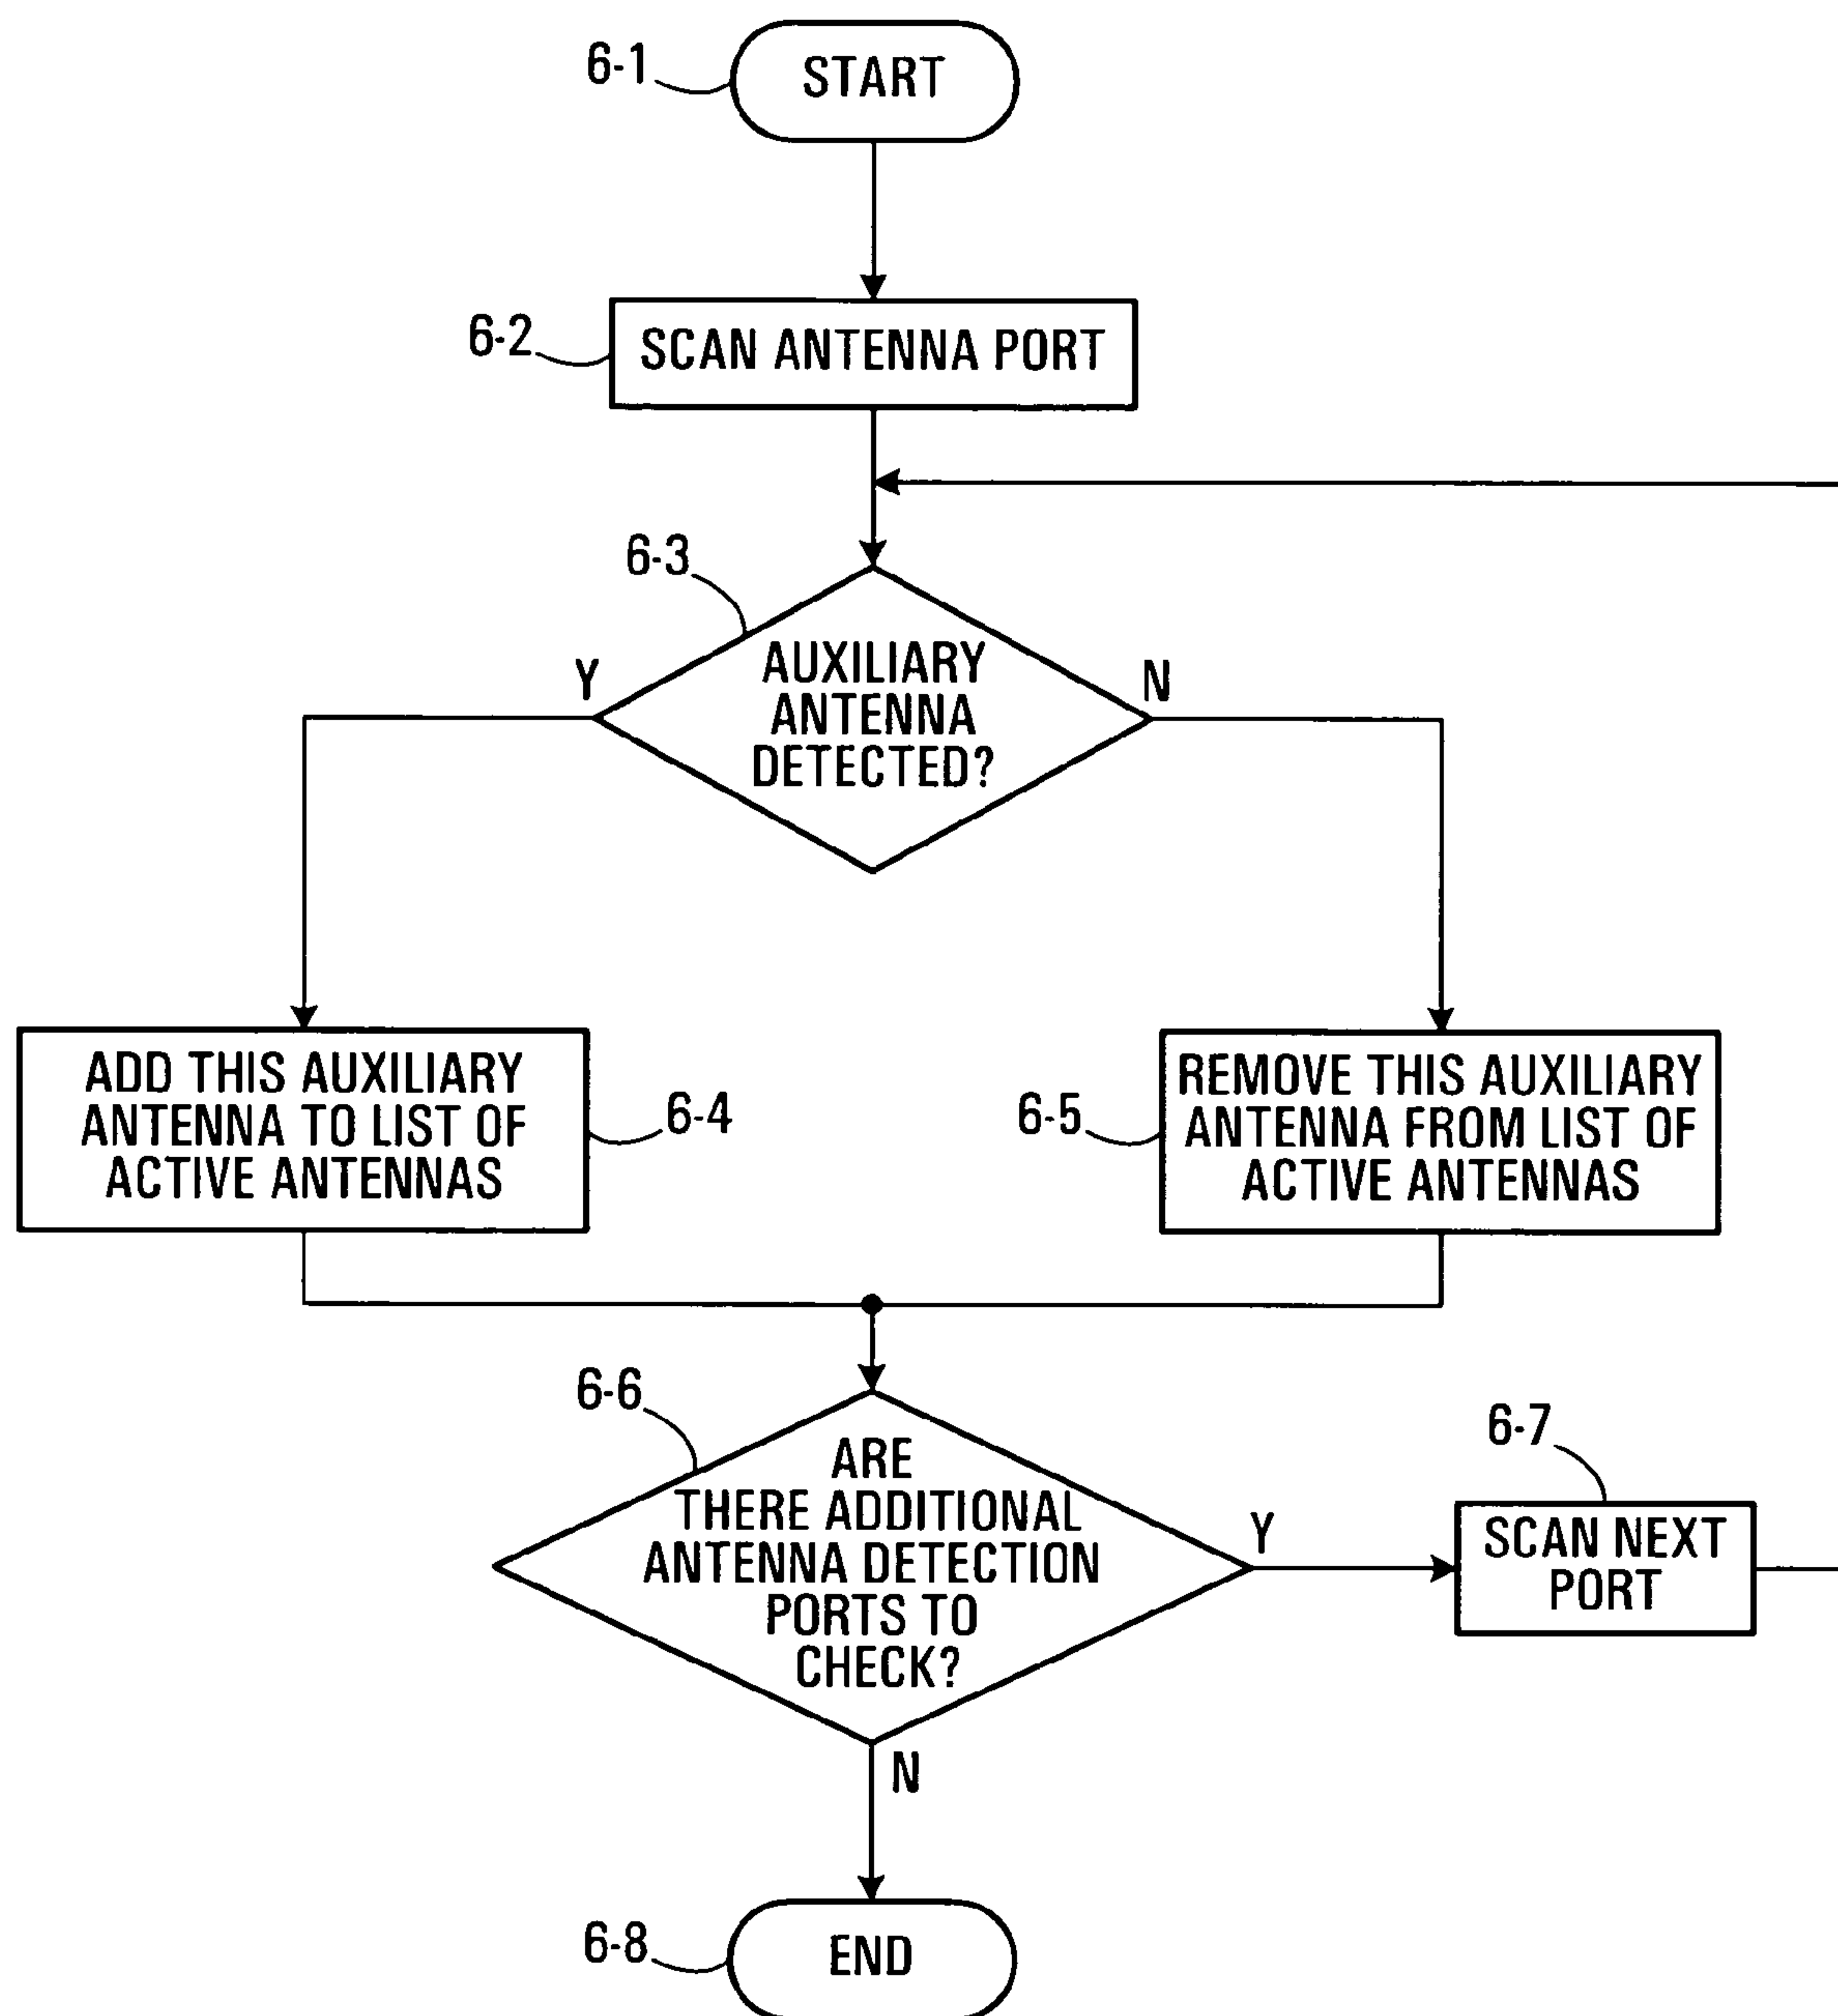 6-1
START
6-2
SCAN ANTENNA PORT
6-3
AUXILIARY
ANTENNA
DETECTED?
Y
N
ADD THIS AUXILIARY
ANTENNA TO LIST OF
ACTIVE ANTENNAS
6-4
6-5
REMOVE THIS AUXILIARY
ANTENNA FROM LIST OF
ACTIVE ANTENNAS
6-6
ARE
THERE ADDITIONAL
ANTENNA DETECTION
PORTS TO
CHECK?
Y
6-7
SCAN NEXT
PORT
N
6-8
END